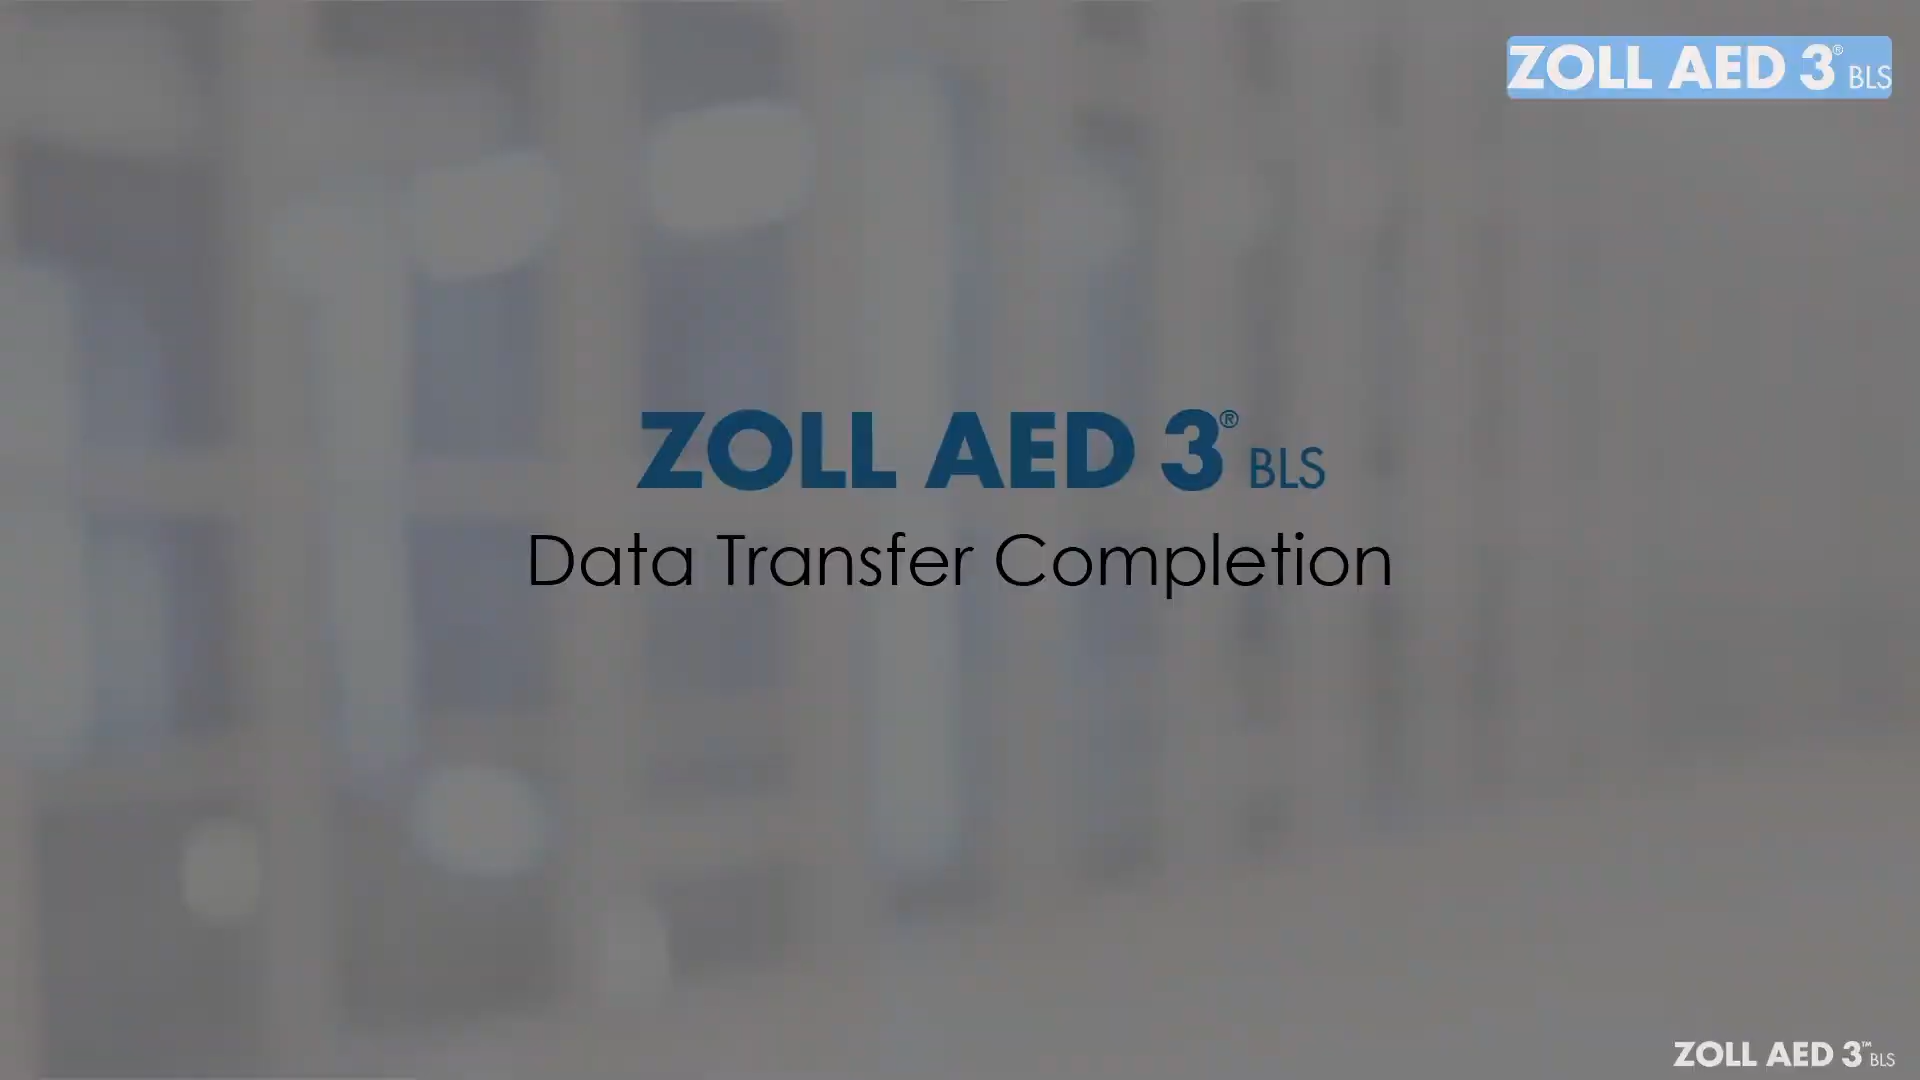 ZOLL AED 3® BLS
ZOLL AED 3® BLS
Data Transfer Completion
ZOLL AED 3™ BLS